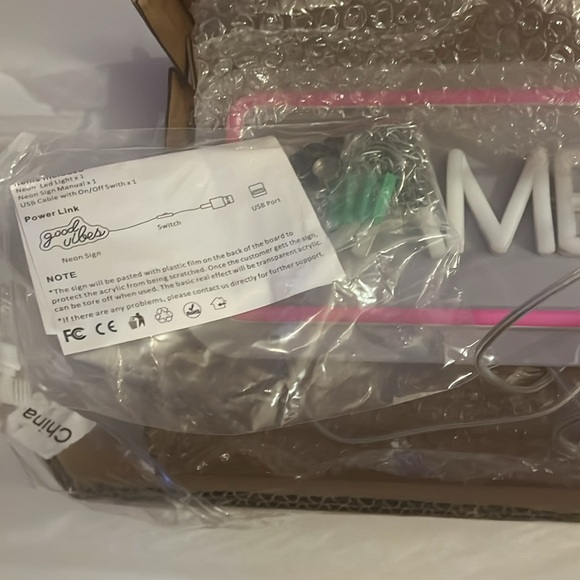 Neon Led Light x 1
Neon Sign Manual x 1
USB Cable with On/Off Swith x 1
Power Link
good
vibes
Neon Sign
Switch
USB Port
NOTE
*The sign will be pasted with plastic film on the back of the board to
protect the acrylic from being scratched. Once the customer gets the sign,
can be tore off when used. The basic real effect will be transparent acrylic.
*If there are any problems, please contact us directly for further support.
FC CE
China
ME